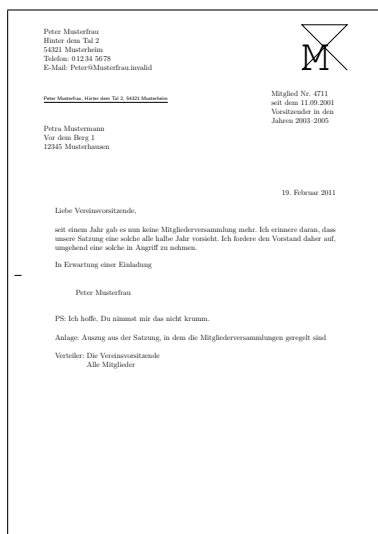 Peter Musterfrau
Hinter dem Tal 2
54321 Musterheim
Telefon: 0 12 34 56 78
E-Mail: Peter@Musterfrau.invalid
M
Peter Musterfrau, Hinter dem Tal 2, 54321 Musterheim
Mitglied Nr. 4711
seit dem 11.09.2001
Vorsitzender in den
Jahren 2003–2005
Petra Mustermann
Vor dem Berg 1
12345 Musterhausen
19. Februar 2011
Liebe Vereinsvorsitzende,
seit einem Jahr gab es nun keine Mitgliederversammlung mehr. Ich erinnere daran, dass
unsere Satzung eine solche alle halbe Jahr vorsieht. Ich fordere den Vorstand daher auf,
umgehend eine solche in Angriff zu nehmen.
In Erwartung einer Einladung
Peter Musterfrau
PS: Ich hoffe, Du nimmst mir das nicht krumm.
Anlage: Auszug aus der Satzung, in dem die Mitgliederversammlungen geregelt sind
Verteiler: Die Vereinsvorsitzende
Alle Mitglieder